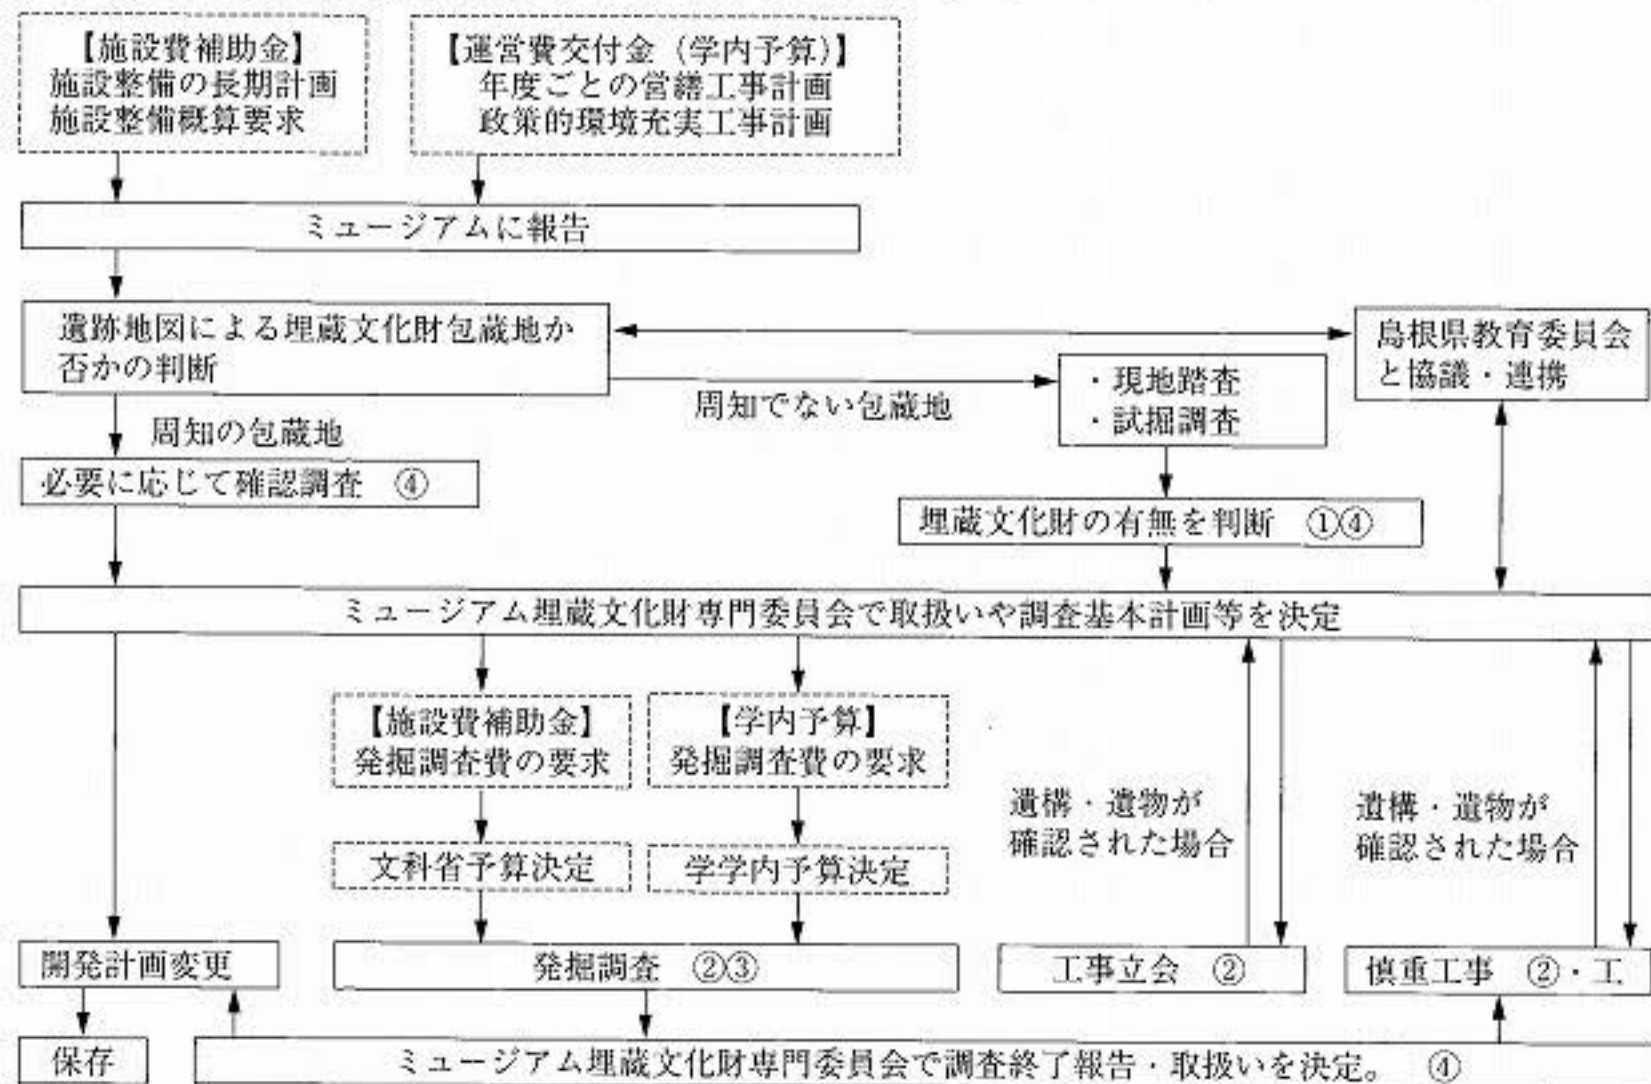 【施設費補助金】
施設整備の長期計画
施設整備概算要求
【運営費交付金（学内予算）】
年度ごとの営繕工事計画
政策的環境充実工事計画
ミュージアムに報告
遺跡地図による埋蔵文化財包蔵地か
否かの判断
島根県教育委員会
と協議・連携
周知でない包蔵地
・現地踏査
・試掘調査
周知の包蔵地
必要に応じて確認調査　④
埋蔵文化財の有無を判断　①④
ミュージアム埋蔵文化財専門委員会で取扱いや調査基本計画等を決定
【施設費補助金】
発掘調査費の要求
【学内予算】
発掘調査費の要求
遺構・遺物が
確認された場合
遺構・遺物が
確認された場合
文科省予算決定
学学内予算決定
開発計画変更
発掘調査　②③
工事立会　②
慎重工事　②・工
保存
ミュージアム埋蔵文化財専門委員会で調査終了報告・取扱いを決定。　④